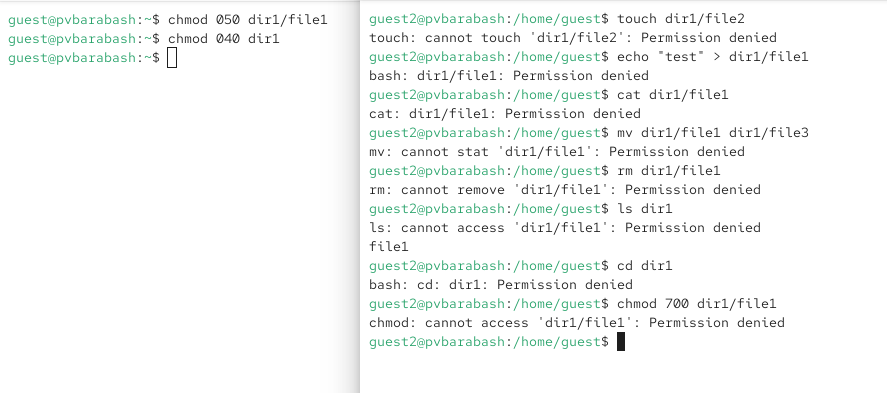 guest@pvbarabash:~$ chmod 050 dir1/file1
guest@pvbarabash:~$ chmod 040 dir1
guest@pvbarabash:~$
guest2@pvbarabash:/home/guest$ touch dir1/file2
touch: cannot touch 'dir1/file2': Permission denied
guest2@pvbarabash:/home/guest$ echo "test" > dir1/file1
bash: dir1/file1: Permission denied
guest2@pvbarabash:/home/guest$ cat dir1/file1
cat: dir1/file1: Permission denied
guest2@pvbarabash:/home/guest$ mv dir1/file1 dir1/file3
mv: cannot stat 'dir1/file1': Permission denied
guest2@pvbarabash:/home/guest$ rm dir1/file1
rm: cannot remove 'dir1/file1': Permission denied
guest2@pvbarabash:/home/guest$ ls dir1
ls: cannot access 'dir1/file1': Permission denied
file1
guest2@pvbarabash:/home/guest$ cd dir1
bash: cd: dir1: Permission denied
guest2@pvbarabash:/home/guest$ chmod 700 dir1/file1
chmod: cannot access 'dir1/file1': Permission denied
guest2@pvbarabash:/home/guest$